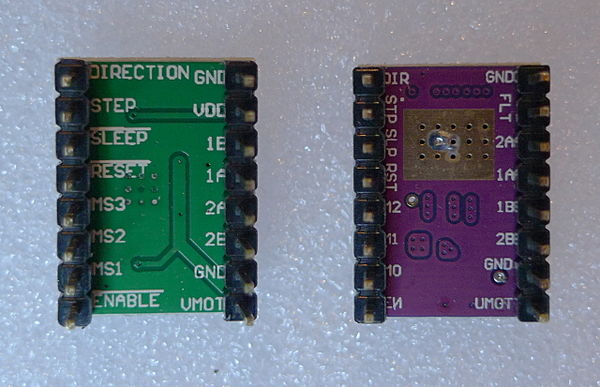 DIRECTION GND
STEP VDD
SLEEP 1B
RESET 1A
MS3 2A
MS2 2B
MS1 GND
ENABLE VMOT
DIR GND
STP FLT
SLP 2A
RST 1A
M2 1B
M1 2B
M0 GND
EN VMOT